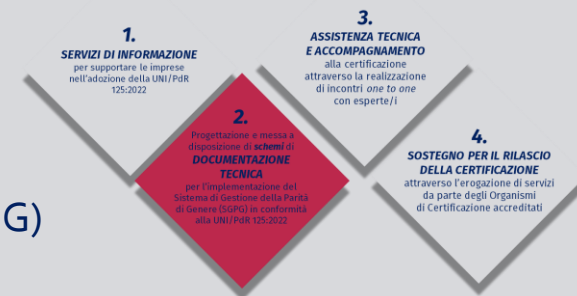 1.
SERVIZI DI INFORMAZIONE
per supportare le imprese
nell'adozione della UNI/PdR
125:2022
2.
Progettazione e messa a
disposizione di schemi di
DOCUMENTAZIONE
TECNICA
per l'implementazione del
Sistema di Gestione della Parità
di Genere (SGPG) in conformità
alla UNI/PdR 125:2022
3.
ASSISTENZA TECNICA
E ACCOMPAGNAMENTO
alla certificazione
attraverso la realizzazione
di incontri one to one
con esperte/i
4.
SOSTEGNO PER IL RILASCIO
DELLA CERTIFICAZIONE
attraverso l'erogazione di servizi
da parte degli Organismi
di Certificazione accreditati
G)